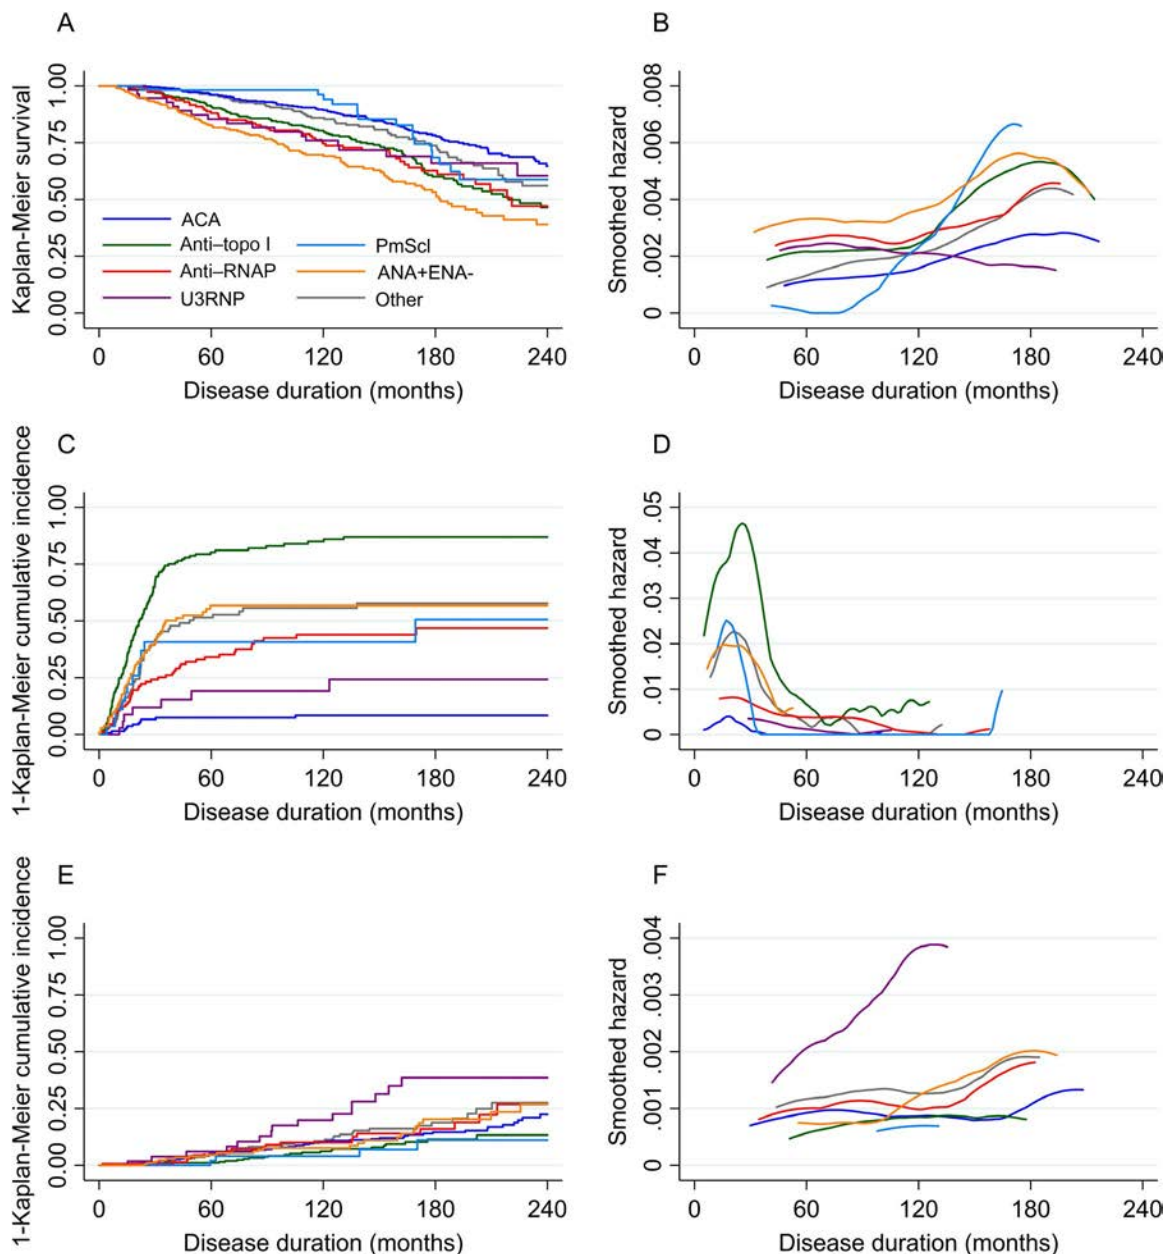 A
Kaplan-Meier survival
1.00
0.75
0.50
0.25
0.00
ACA
Anti-topo I
Anti-RNAP
U3RNP
PmScl
ANA+ENA-
Other
0 60 120 180 240
Disease duration (months)
B
Smoothed hazard
.008
.006
.004
.002
0
0 60 120 180 240
Disease duration (months)
C
1-Kaplan-Meier cumulative incidence
1.00
0.75
0.50
0.25
0.00
0 60 120 180 240
Disease duration (months)
D
Smoothed hazard
.05
.04
.03
.02
.01
0
0 60 120 180 240
Disease duration (months)
E
1-Kaplan-Meier cumulative incidence
1.00
0.75
0.50
0.25
0.00
0 60 120 180 240
Disease duration (months)
F
Smoothed hazard
.004
.003
.002
.001
0
0 60 120 180 240
Disease duration (months)